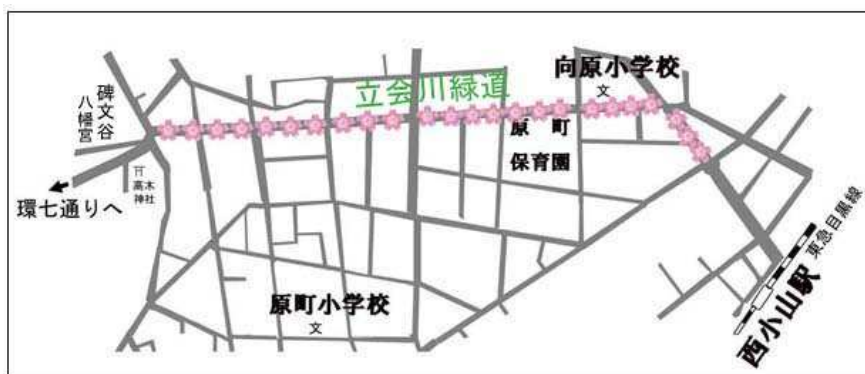 立会川緑道
向原小学校
文
碑文谷
八幡宮
高木
神社
環七通りへ
原町
保育園
原町小学校
文
西小山駅
東急目黒線